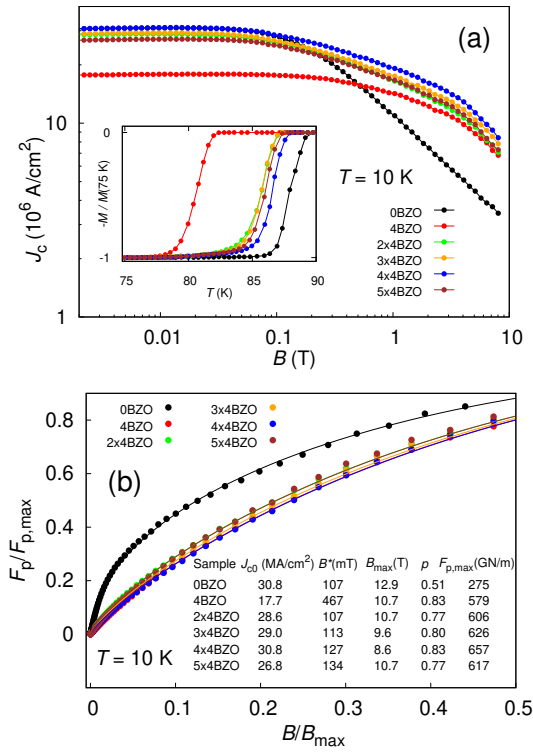 (a)
10
1
J_c (10^6 A/cm^2)
0
-1
-M / M(75 K)
75 80 85 90
T (K)
T = 10 K
0BZO
4BZO
2x4BZO
3x4BZO
4x4BZO
5x4BZO
0.01 0.1 1 10
B (T)
(b)
0BZO 3x4BZO
4BZO 4x4BZO
2x4BZO 5x4BZO
0.8
0.6
0.4
0.2
0
F_p/F_p,max
Sample J_c0 (MA/cm^2) B*(mT) B_max(T) p F_p,max(GN/m)
0BZO 30.8 107 12.9 0.51 275
4BZO 17.7 467 10.7 0.83 579
2x4BZO 28.6 107 10.7 0.77 606
3x4BZO 29.0 113 9.6 0.80 626
4x4BZO 30.8 127 8.6 0.83 657
5x4BZO 26.8 134 10.7 0.77 617
T = 10 K
0 0.1 0.2 0.3 0.4 0.5
B/B_max